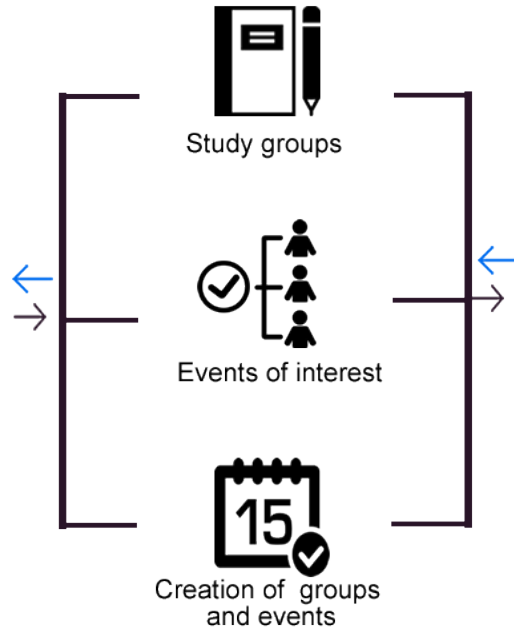 Study groups
Events of interest
15
Creation of groups
and events